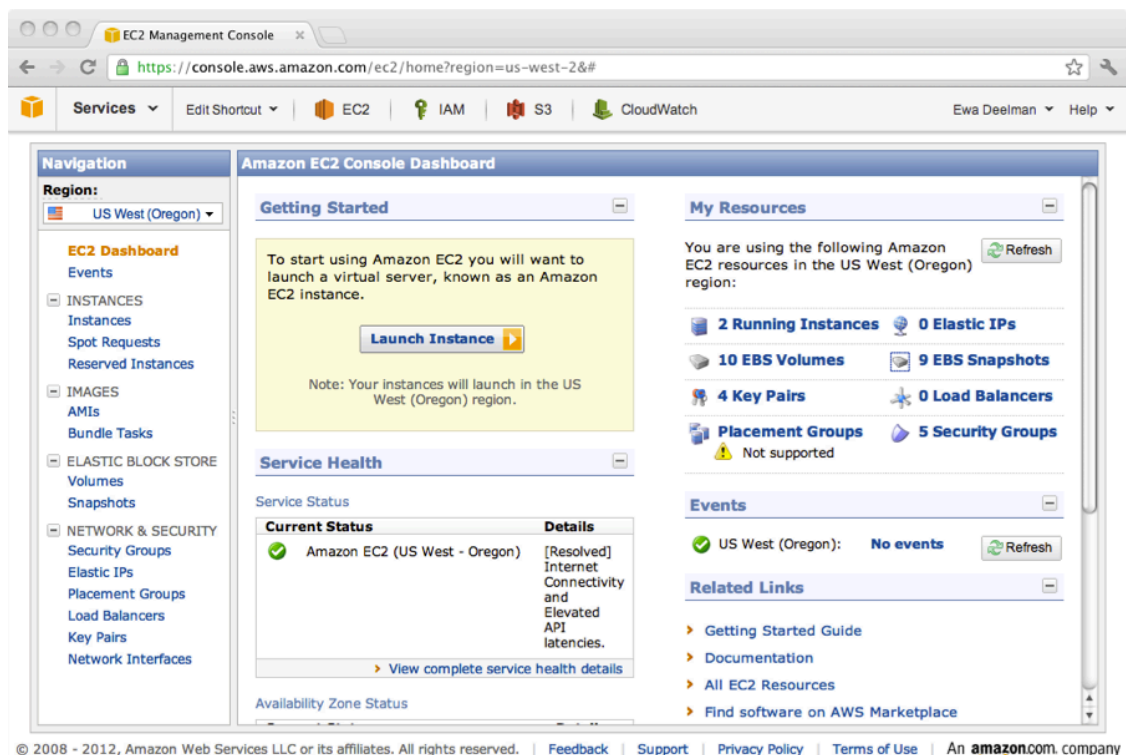 EC2 Management Console
https://console.aws.amazon.com/ec2/home?region=us-west-2&#
Services
Edit Shortcut
EC2
IAM
S3
CloudWatch
Ewa Deelman
Help
Navigation
Region:
US West (Oregon)
EC2 Dashboard
Events
INSTANCES
Instances
Spot Requests
Reserved Instances
IMAGES
AMIs
Bundle Tasks
ELASTIC BLOCK STORE
Volumes
Snapshots
NETWORK & SECURITY
Security Groups
Elastic IPs
Placement Groups
Load Balancers
Key Pairs
Network Interfaces
Amazon EC2 Console Dashboard
Getting Started
To start using Amazon EC2 you will want to
launch a virtual server, known as an Amazon
EC2 instance.
Launch Instance
Note: Your instances will launch in the US
West (Oregon) region.
Service Health
Service Status
Current Status Details
Amazon EC2 (US West - Oregon) [Resolved]
Internet
Connectivity
and
Elevated
API
latencies.
View complete service health details
Availability Zone Status
My Resources
You are using the following Amazon
EC2 resources in the US West (Oregon)
region:
Refresh
2 Running Instances 0 Elastic IPs
10 EBS Volumes 9 EBS Snapshots
4 Key Pairs 0 Load Balancers
Placement Groups 5 Security Groups
Not supported
Events
US West (Oregon): No events Refresh
Related Links
Getting Started Guide
Documentation
All EC2 Resources
Find software on AWS Marketplace
© 2008 - 2012, Amazon Web Services LLC or its affiliates. All rights reserved. | Feedback | Support | Privacy Policy | Terms of Use | An amazon.com. company